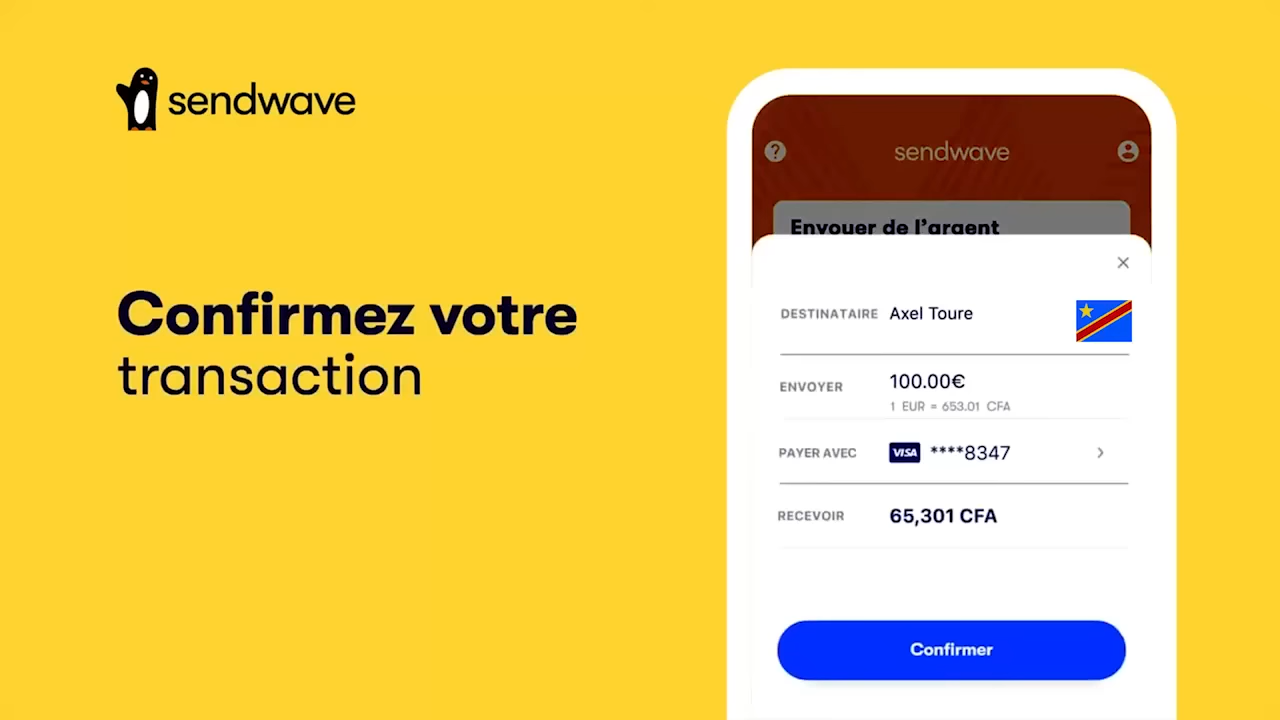 sendwave
Confirmez votre
transaction
?
sendwave
Envoyer de l'argent
DESTINATAIRE Axel Toure
ENVOYER 100.00€
1 EUR = 653.01 CFA
PAYER AVEC VISA ****8347
RECEVOIR 65,301 CFA
Confirmer